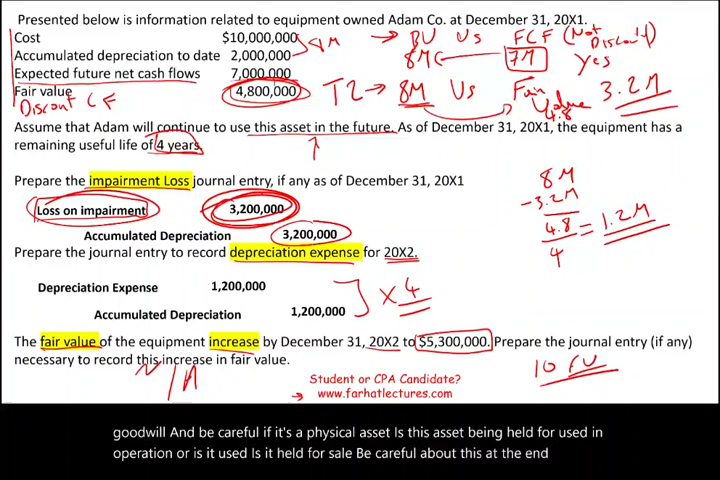 Presented below is information related to equipment owned Adam Co. at December 31, 20X1.
Cost $10,000,000
Accumulated depreciation to date 2,000,000
Expected future net cash flows 7,000,000
Fair value 4,800,000
8M
Discount CF
→ BV Vs FCF (Not Discount)
8M 7M Yes
T2 → 8M Vs Fair Value 4.8 3.2M
Assume that Adam will continue to use this asset in the future. As of December 31, 20X1, the equipment has a
remaining useful life of 4 years.
Prepare the impairment Loss journal entry, if any as of December 31, 20X1
Loss on impairment 3,200,000
Accumulated Depreciation 3,200,000
8M
-3.2M
4.8 = 1.2M
4
Prepare the journal entry to record depreciation expense for 20X2.
Depreciation Expense 1,200,000
Accumulated Depreciation 1,200,000
x 4
The fair value of the equipment increase by December 31, 20X2 to $5,300,000. Prepare the journal entry (if any)
necessary to record this increase in fair value.
N/A
10 FV
Student or CPA Candidate?
→ www.farhatlectures.com
goodwill And be careful if it's a physical asset Is this asset being held for used in
operation or is it used Is it held for sale Be careful about this at the end